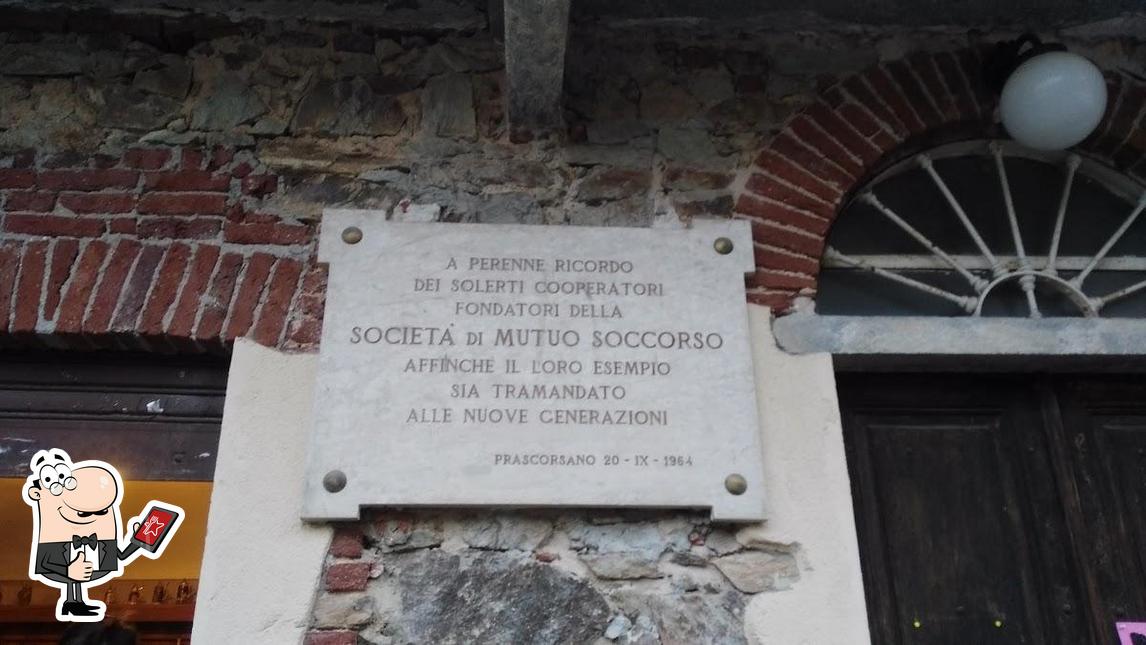 A PERENNE RICORDO
DEI SOLERTI COOPERATORI
FONDATORI DELLA
SOCIETÀ DI MUTUO SOCCORSO
AFFINCHE IL LORO ESEMPIO
SIA TRAMANDATO
ALLE NUOVE GENERAZIONI
PRASCORSANO 20 - IX - 1964